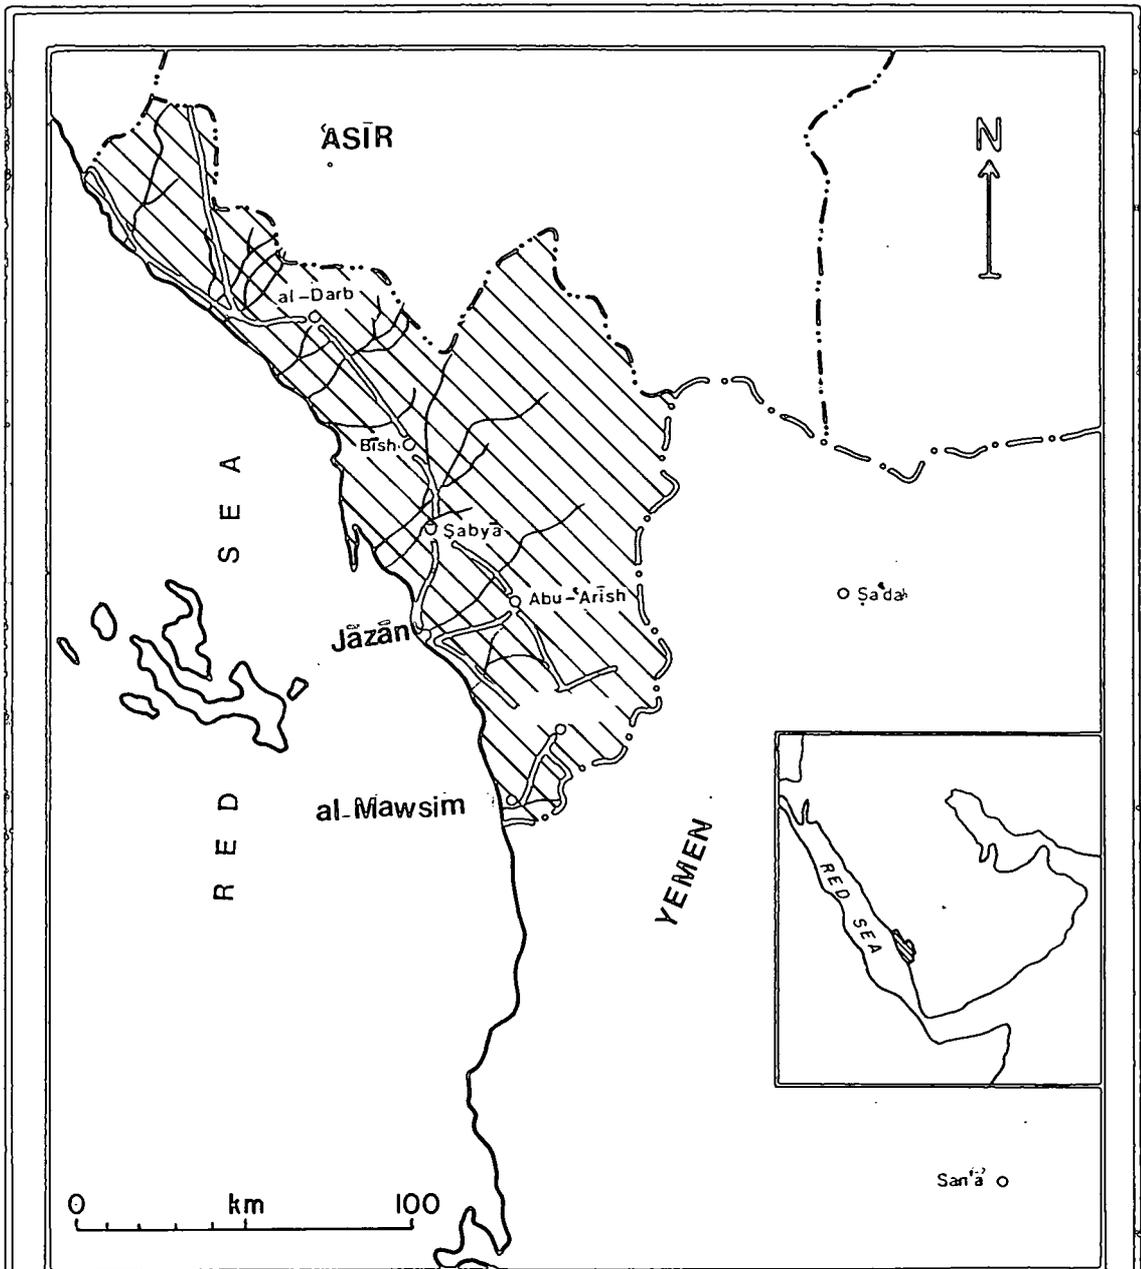 ʿASĪR
N
al-Darb
Bīsh
Ṣabyā
Abu-ʿArīsh
Ṣaʿdah
Jāzān
RED SEA
al-Mawsim
YEMEN
RED SEA
Sanʿāʾ
0 km 100